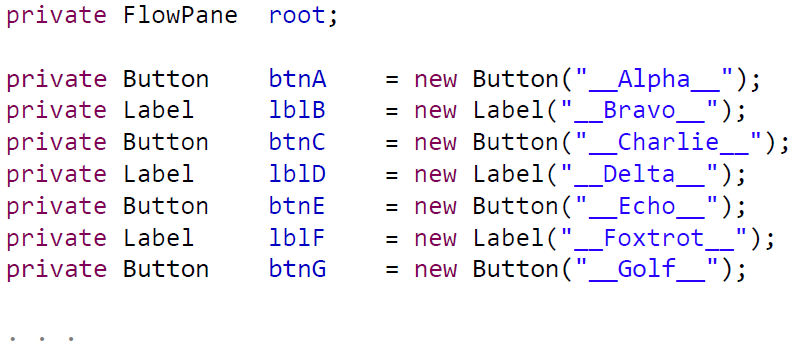 private FlowPane  root;
private Button    btnA    = new Button("__Alpha__");
private Label     lblB    = new Label("__Bravo__");
private Button    btnC    = new Button("__Charlie__");
private Label     lblD    = new Label("__Delta__");
private Button    btnE    = new Button("__Echo__");
private Label     lblF    = new Label("__Foxtrot__");
private Button    btnG    = new Button("__Golf__");
. . .